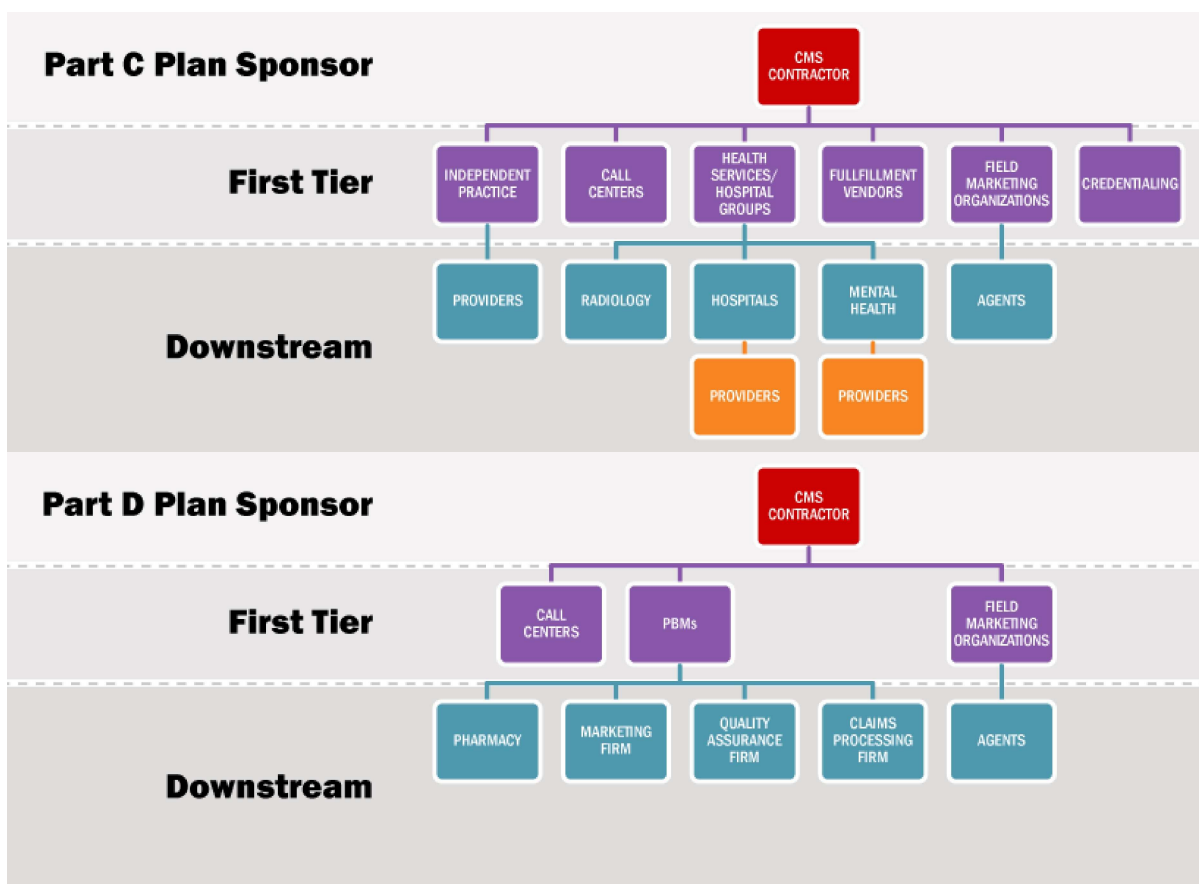 Part C Plan Sponsor
CMS
CONTRACTOR
First Tier
INDEPENDENT
PRACTICE
CALL
CENTERS
HEALTH
SERVICES/
HOSPITAL
GROUPS
FULLFILLMENT
VENDORS
FIELD
MARKETING
ORGANIZATIONS
CREDENTIALING
Downstream
PROVIDERS
RADIOLOGY
HOSPITALS
MENTAL
HEALTH
AGENTS
PROVIDERS
PROVIDERS
Part D Plan Sponsor
CMS
CONTRACTOR
First Tier
CALL
CENTERS
PBMs
FIELD
MARKETING
ORGANIZATIONS
Downstream
PHARMACY
MARKETING
FIRM
QUALITY
ASSURANCE
FIRM
CLAIMS
PROCESSING
FIRM
AGENTS